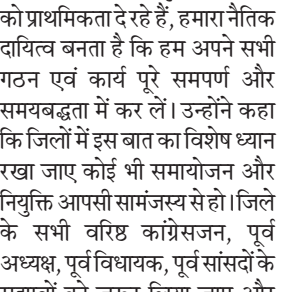 को प्राथमिकता दे रहे हैं, हमारा नैतिक
दायित्व बनता है कि हम अपने सभी
गठन एवं कार्य पूरे समपर्ण और
समयबद्धता में कर लें। उन्होंने कहा
कि जिलों में इस बात का विशेष ध्यान
रखा जाए कोई भी समायोजन और
नियुक्ति आपसी सामंजस्य से हो। जिले
के सभी वरिष्ठ कांग्रेसजन, पूर्व
अध्यक्ष, पूर्व विधायक, पूर्व सांसदों के